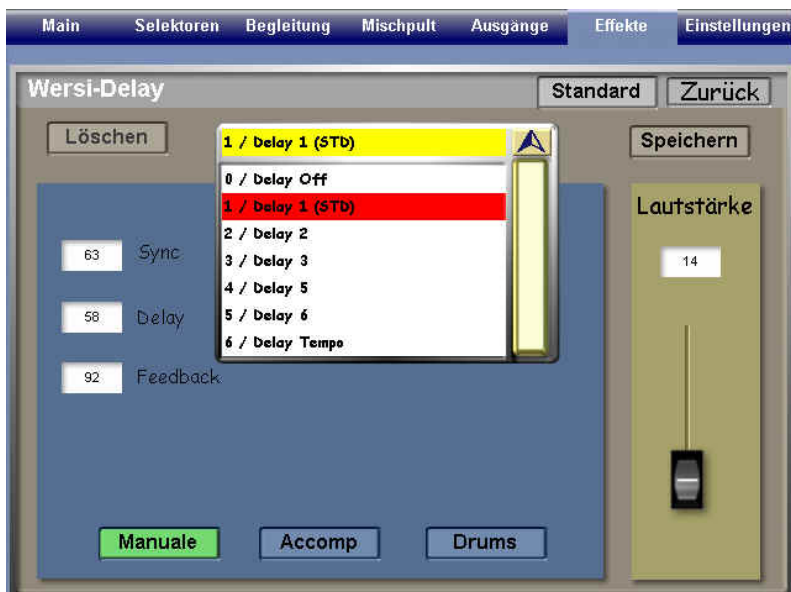 Main Selektoren Begleitung Mischpult Ausgänge Effekte Einstellungen
Wersi-Delay Standard Zurück
Löschen 1 / Delay 1 (STD) Speichern
0 / Delay Off
1 / Delay 1 (STD)
2 / Delay 2
3 / Delay 3
4 / Delay 5
5 / Delay 6
6 / Delay Tempo
63 Sync
58 Delay
92 Feedback
Lautstärke
14
Manuale Accomp Drums